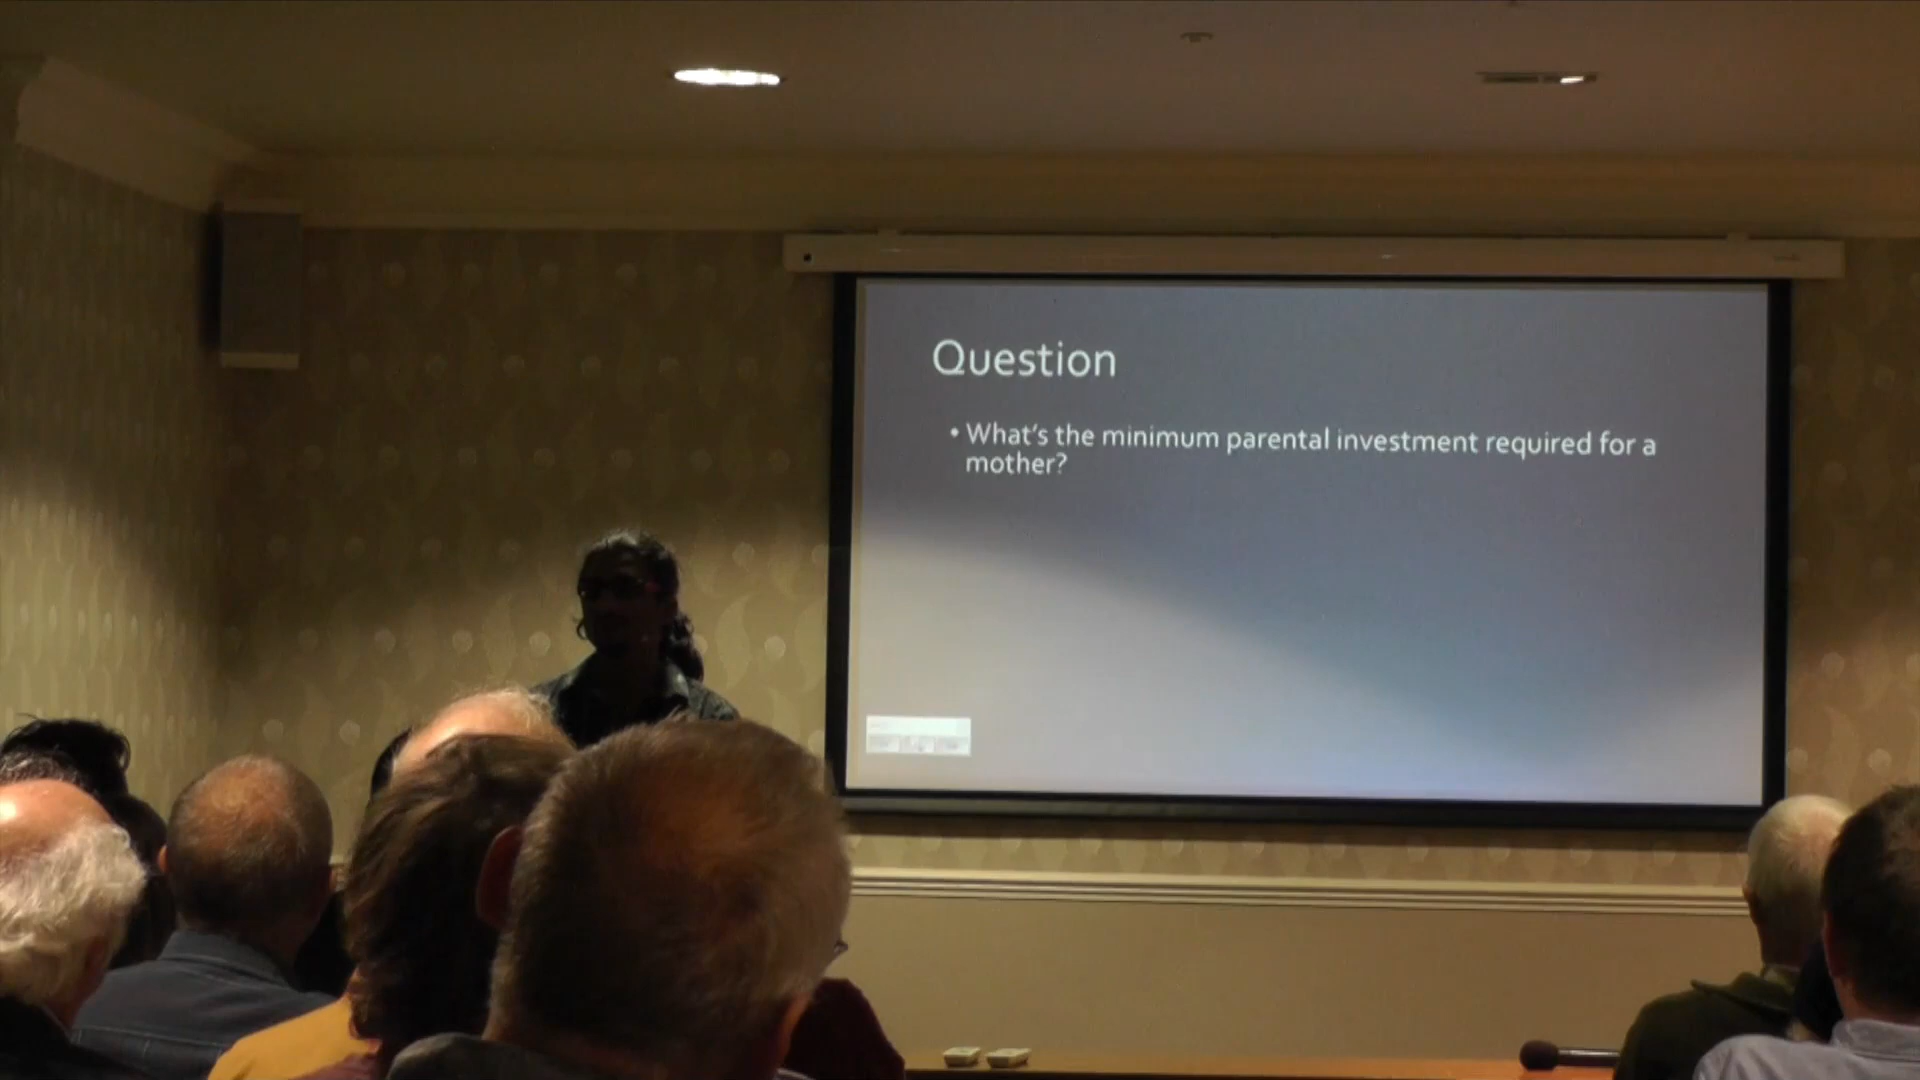 Question
• What's the minimum parental investment required for a
mother?